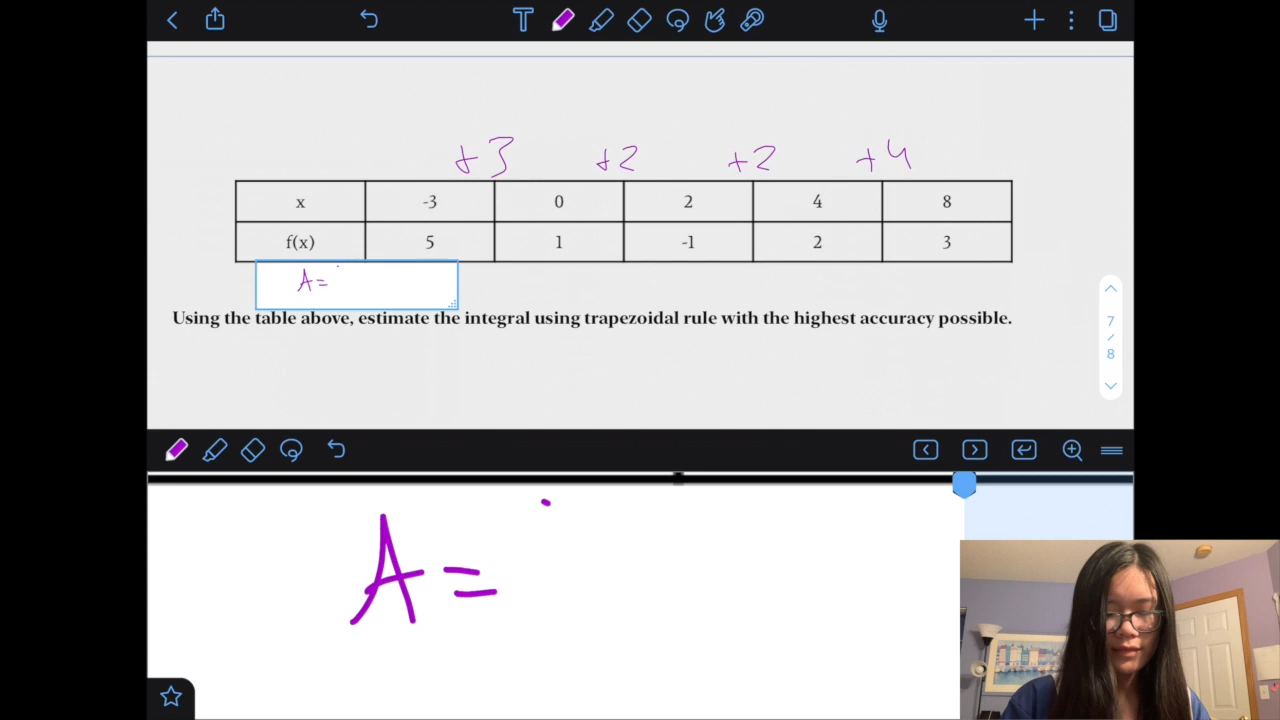 +3 +2 +2 +4
x -3 0 2 4 8
f(x) 5 1 -1 2 3
A=
Using the table above, estimate the integral using trapezoidal rule with the highest accuracy possible.
7
/
8
A=